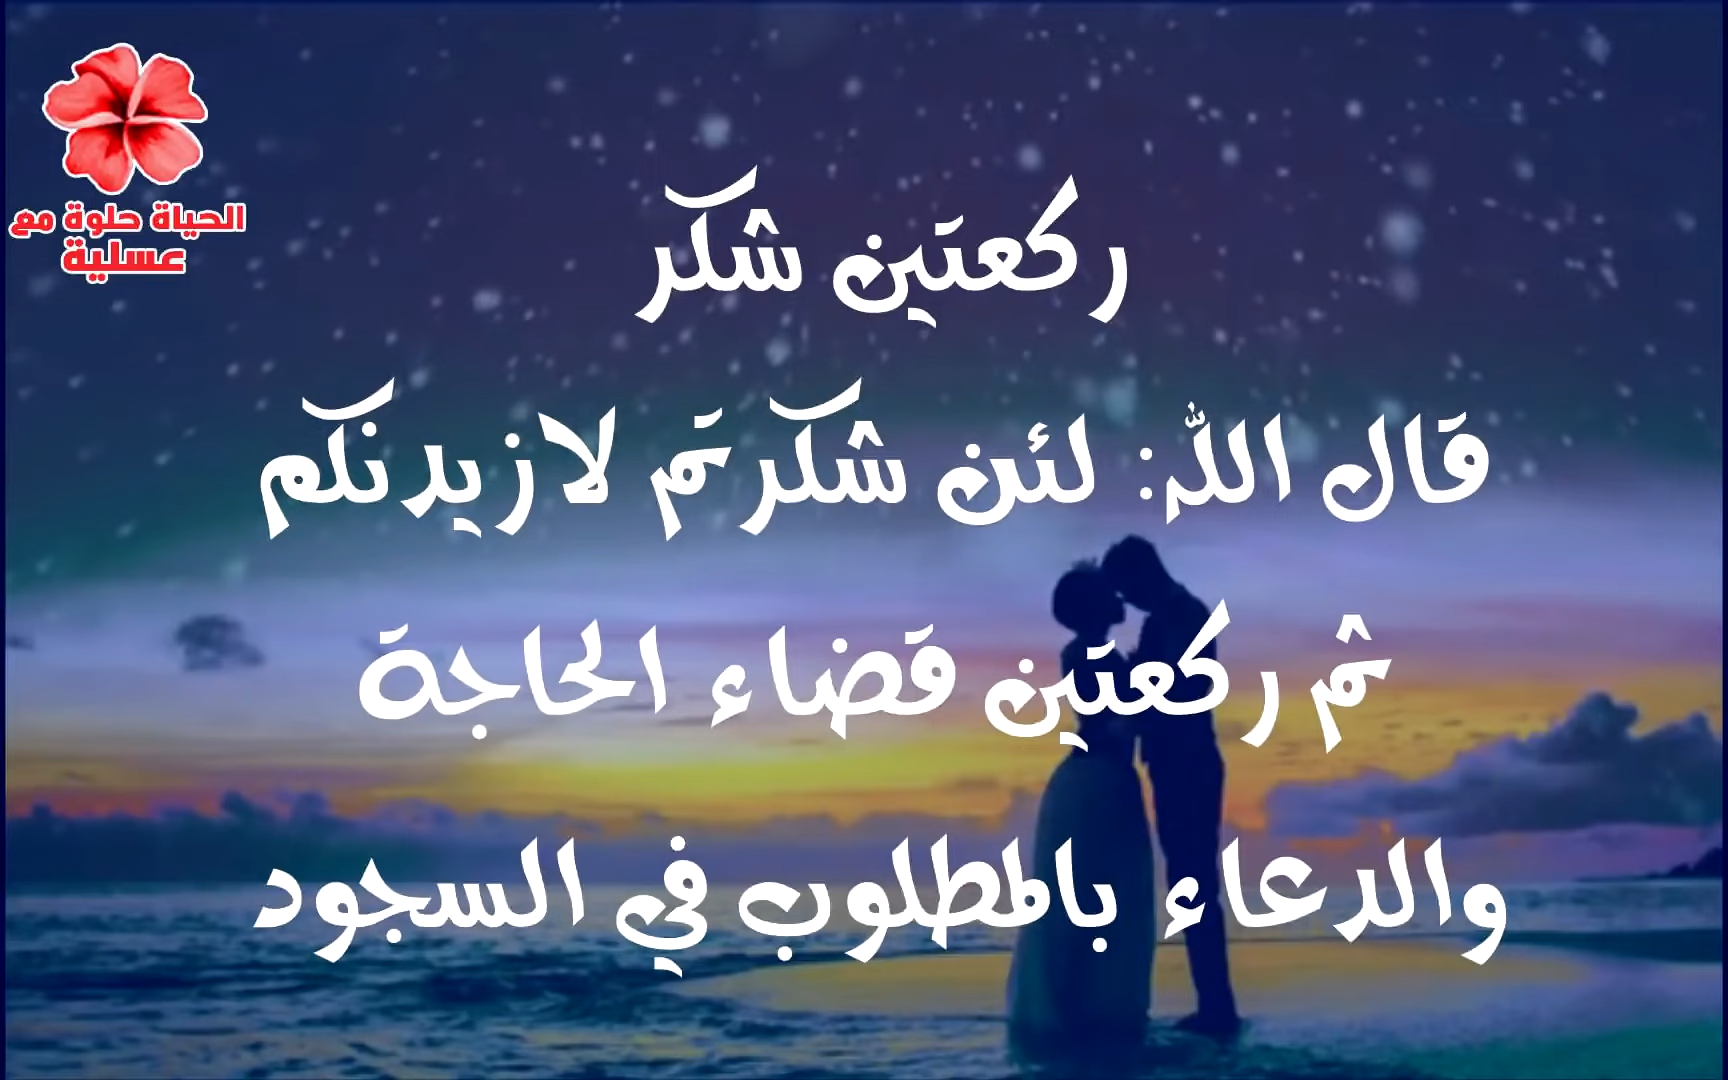 الحياة حلوة مع
عسلية
ركعتين شكر
قال الله: لئن شكرتم لازيدنكم
ثم ركعتين قضاء الحاجة
والدعاء بالمطلوب في السجود